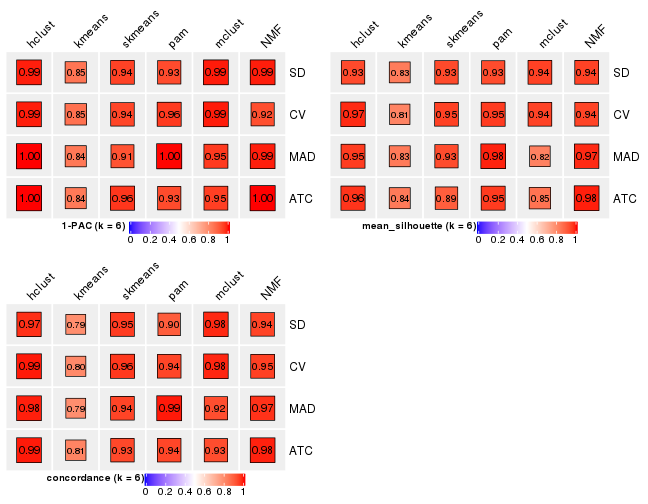 hclust kmeans skmeans pam mclust NMF
0.99 0.85 0.94 0.93 0.99 0.99 SD
0.99 0.85 0.94 0.96 0.99 0.92 CV
1.00 0.84 0.91 1.00 0.95 0.99 MAD
1.00 0.84 0.96 0.93 0.95 1.00 ATC
1-PAC (k = 6)
0 0.2 0.4 0.6 0.8 1
hclust kmeans skmeans pam mclust NMF
0.93 0.83 0.93 0.93 0.94 0.94 SD
0.97 0.81 0.95 0.95 0.94 0.94 CV
0.95 0.83 0.93 0.98 0.82 0.97 MAD
0.96 0.84 0.89 0.95 0.85 0.98 ATC
mean_silhouette (k = 6)
0 0.2 0.4 0.6 0.8 1
hclust kmeans skmeans pam mclust NMF
0.97 0.79 0.95 0.90 0.98 0.94 SD
0.99 0.80 0.96 0.94 0.98 0.95 CV
0.98 0.79 0.94 0.99 0.92 0.97 MAD
0.99 0.81 0.93 0.94 0.93 0.98 ATC
concordance (k = 6)
0 0.2 0.4 0.6 0.8 1